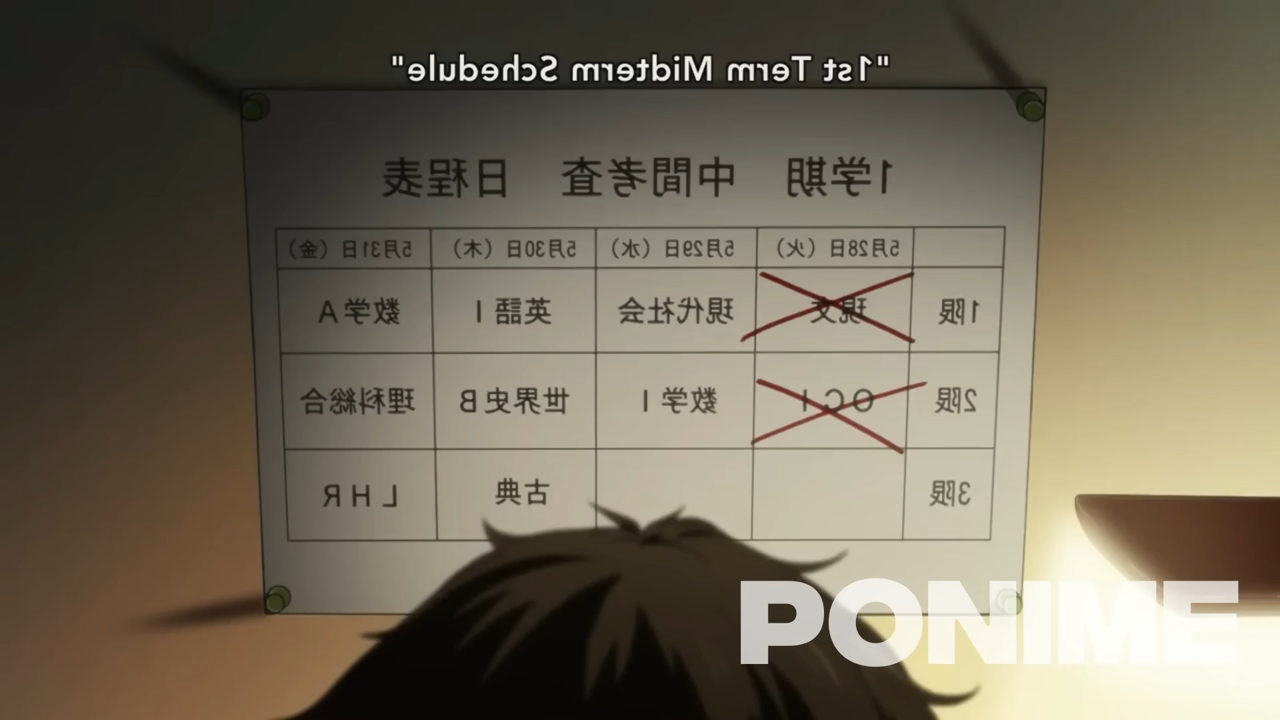 "1st Term Midterm Schedule"
1学期 中間考査 日程表
5月28日（火） 5月29日（水） 5月30日（木） 5月31日（金）
1限 現文 現代社会 英語Ⅰ 数学A
2限 OCⅠ 数学Ⅰ 世界史B 理科総合
3限 古典 LHR
PONIME